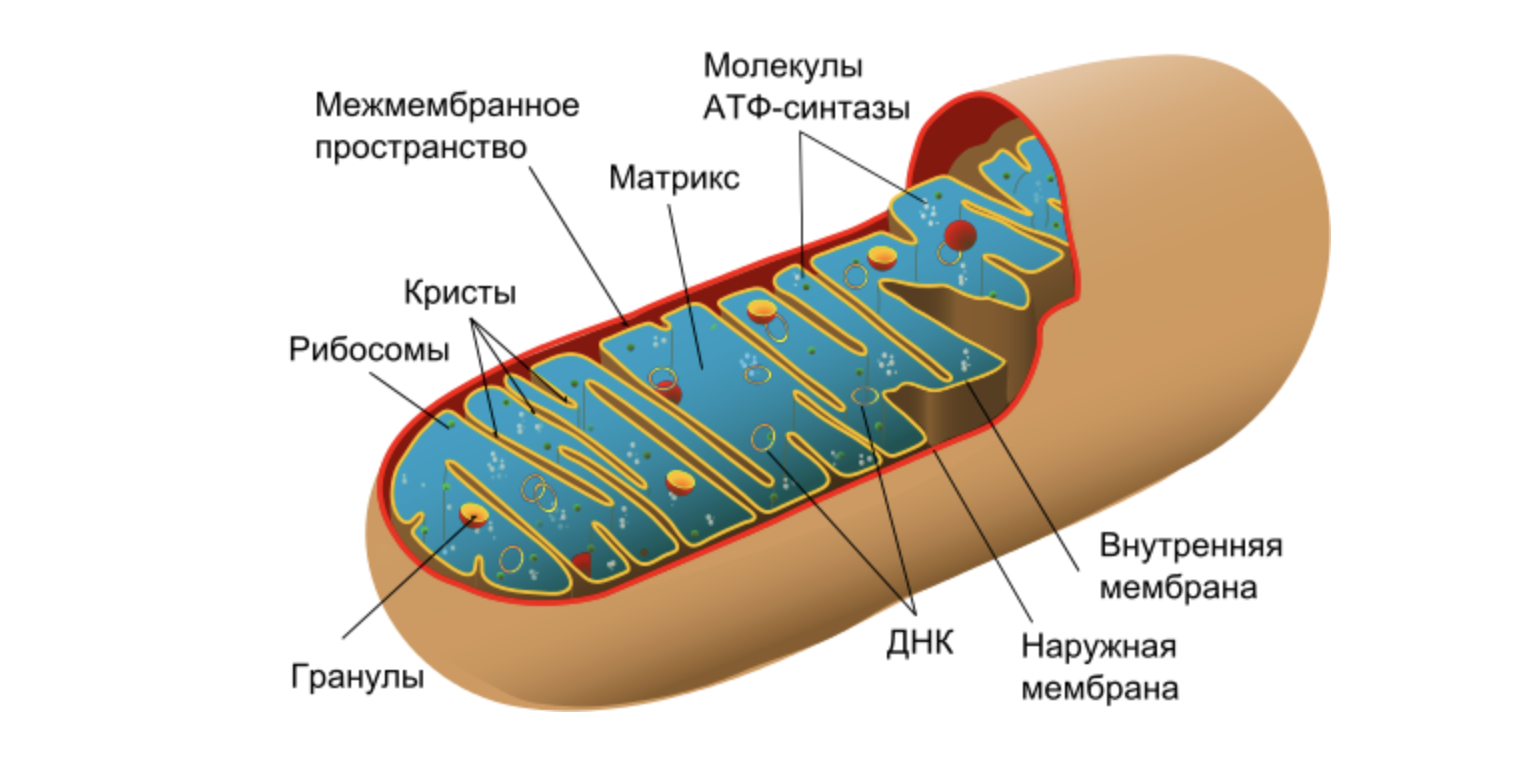 Молекулы
АТФ-синтазы
Межмембранное
пространство
Матрикс
Кристы
Рибосомы
Внутренняя
мембрана
ДНК
Наружная
мембрана
Гранулы